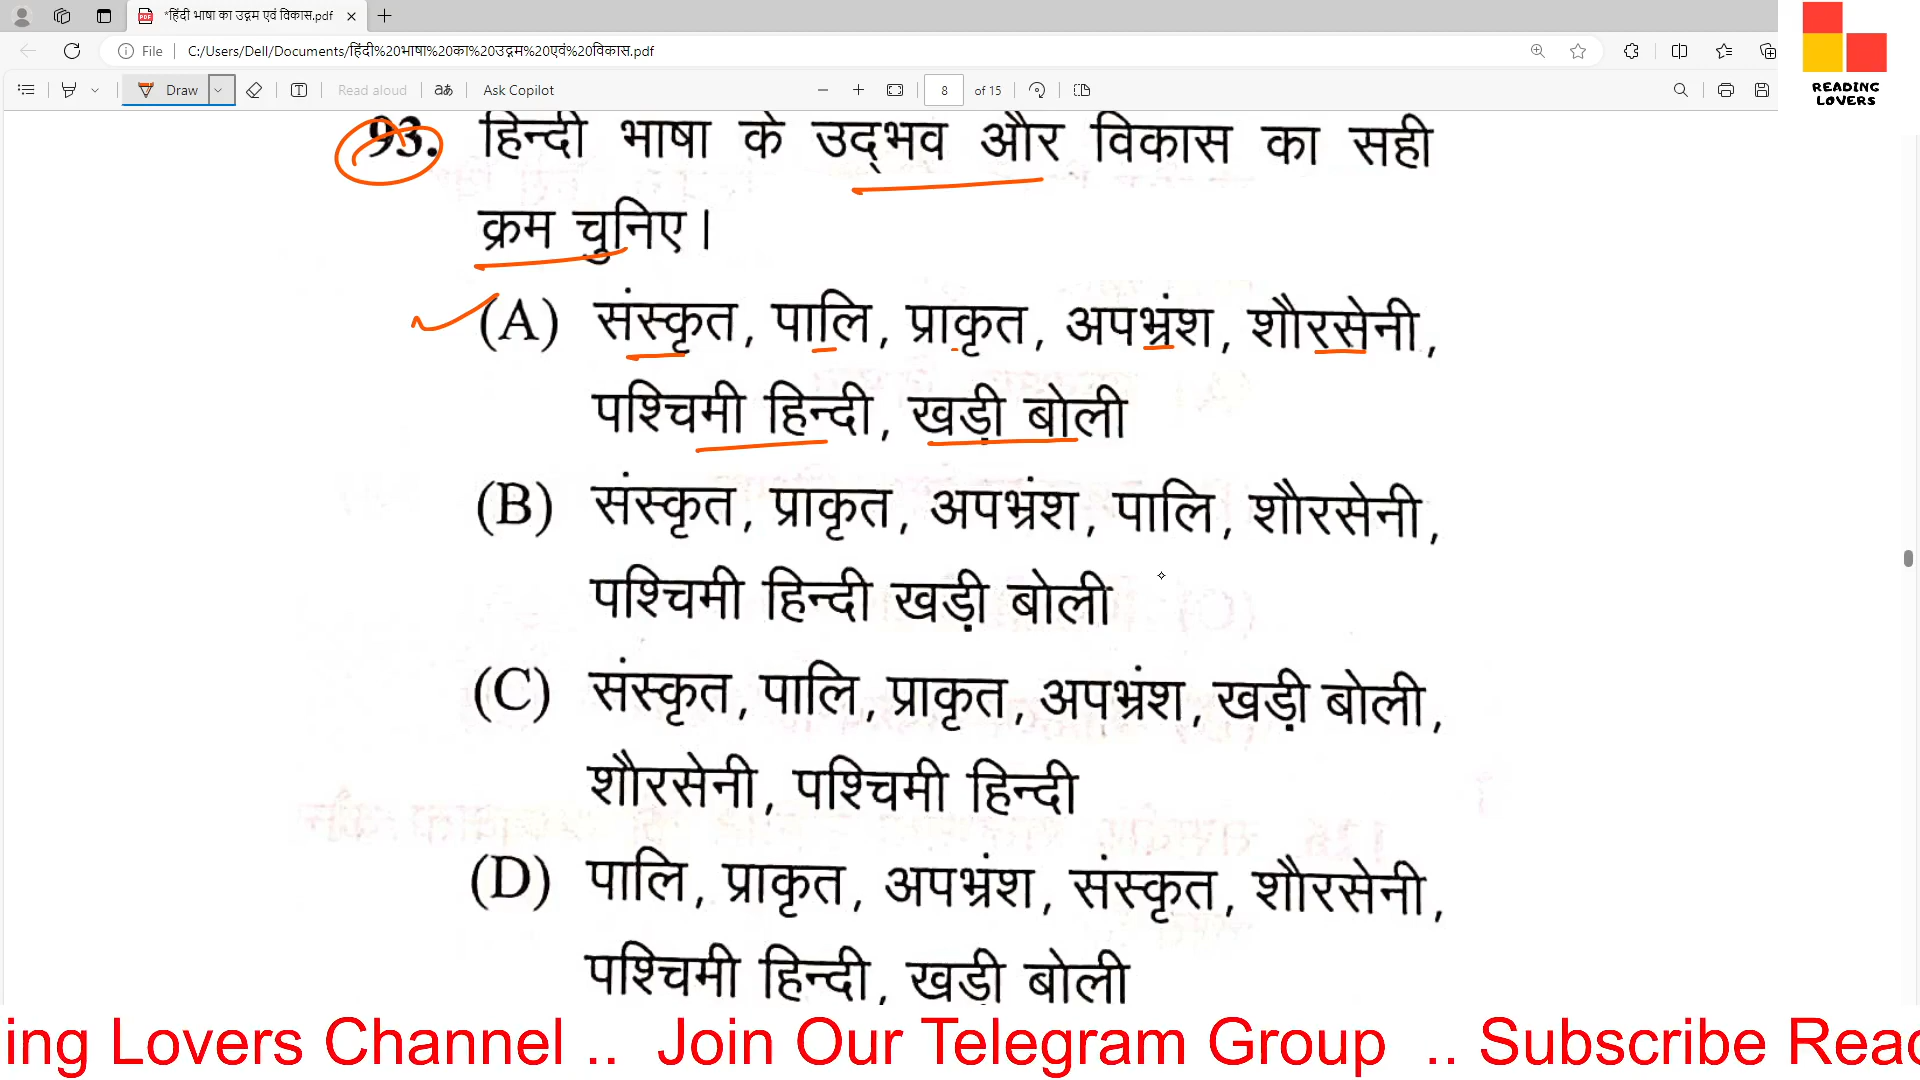 *हिंदी भाषा का उद्गम एवं विकास.pdf
File C:/Users/Dell/Documents/हिंदी%20भाषा%20का%20उद्गम%20एवं%20विकास.pdf
Draw Read aloud Ask Copilot 8 of 15
READING
LOVERS
93. हिन्दी भाषा के उद्‌भव और विकास का सही
क्रम चुनिए।
(A) संस्कृत, पालि, प्राकृत, अपभ्रंश, शौरसेनी,
पश्चिमी हिन्दी, खड़ी बोली
(B) संस्कृत, प्राकृत, अपभ्रंश, पालि, शौरसेनी,
पश्चिमी हिन्दी खड़ी बोली
(C) संस्कृत, पालि, प्राकृत, अपभ्रंश, खड़ी बोली,
शौरसेनी, पश्चिमी हिन्दी
(D) पालि, प्राकृत, अपभ्रंश, संस्कृत, शौरसेनी,
पश्चिमी हिन्दी, खड़ी बोली
ing Lovers Channel .. Join Our Telegram Group .. Subscribe Read